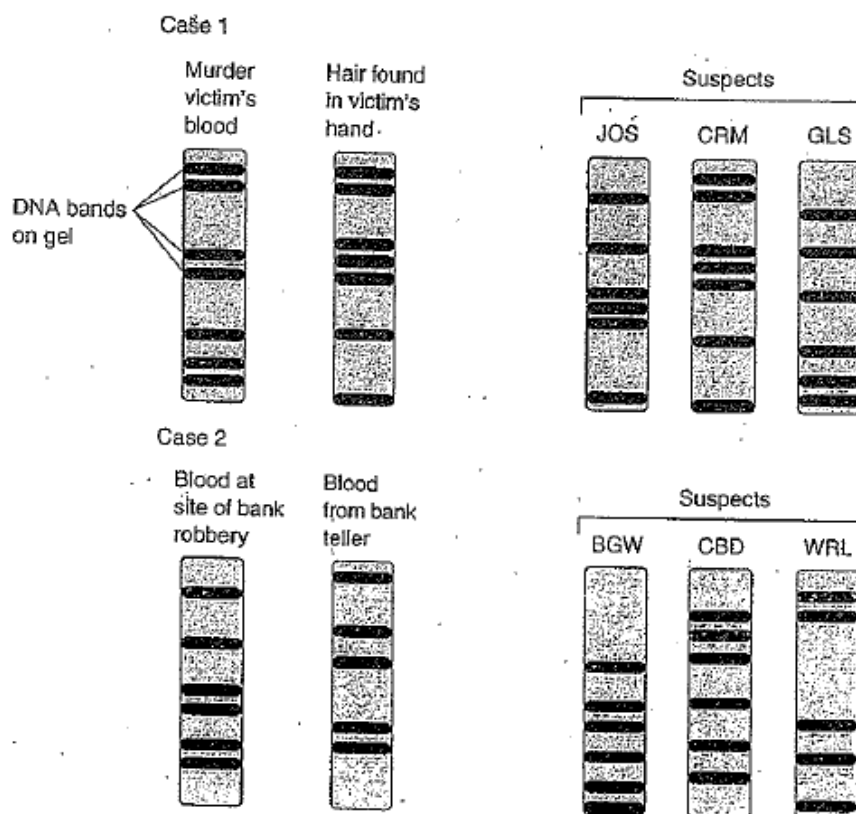 Case 1
Murder
victim's
blood
Hair found
in victim's
hand
Suspects
JOS CRM GLS
DNA bands
on gel
Case 2
Blood at
site of bank
robbery
Blood
from bank
teller
Suspects
BGW CBD WRL